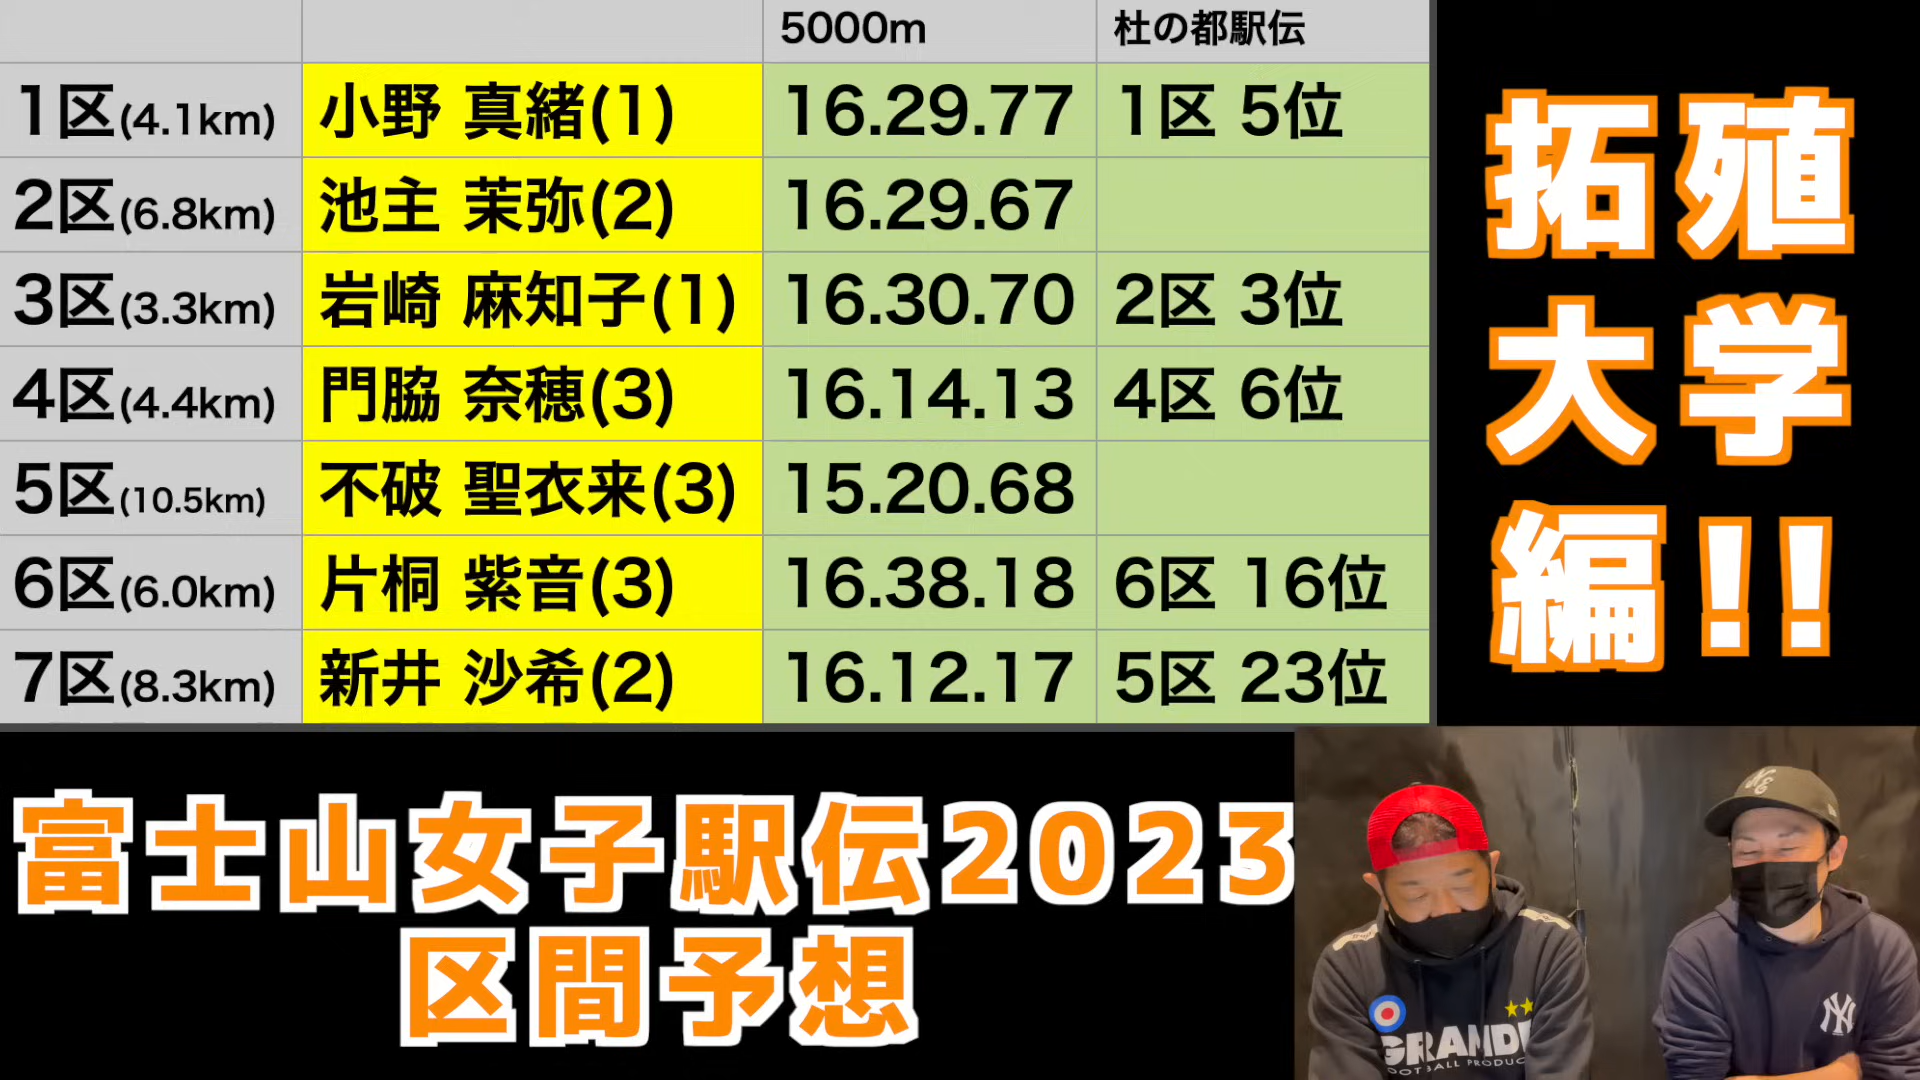 5000m 杜の都駅伝
1区(4.1km) 小野 真緒(1) 16.29.77 1区 5位
2区(6.8km) 池主 茉弥(2) 16.29.67
3区(3.3km) 岩崎 麻知子(1) 16.30.70 2区 3位
4区(4.4km) 門脇 奈穂(3) 16.14.13 4区 6位
5区(10.5km) 不破 聖衣来(3) 15.20.68
6区(6.0km) 片桐 紫音(3) 16.38.18 6区 16位
7区(8.3km) 新井 沙希(2) 16.12.17 5区 23位
拓殖
大学
編!!
富士山女子駅伝2023
区間予想
GRANDE
FOOTBALL PRODUC
NY